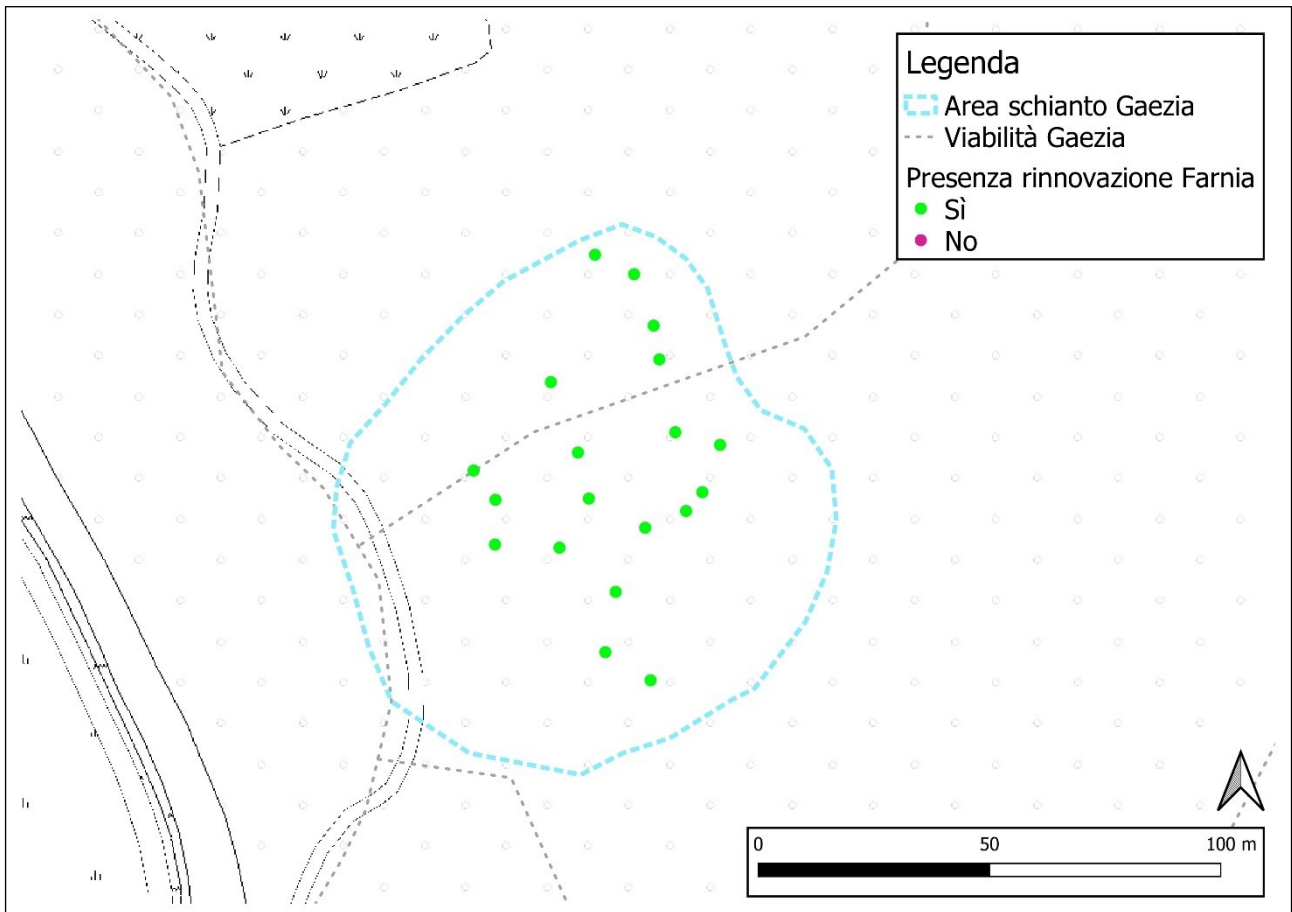 Legenda
Area schianto Gaezia
Viabilità Gaezia
Presenza rinnovazione Farnia
Sì
No
0 50 100 m